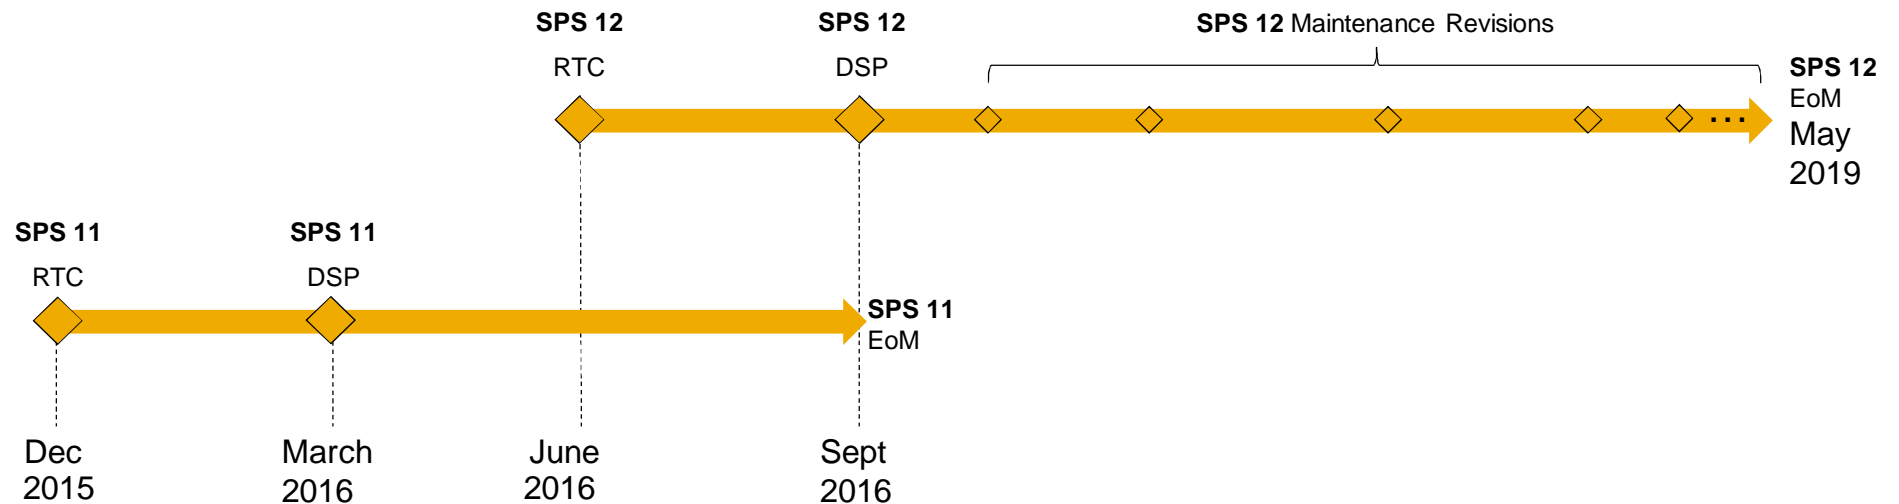 SPS 12
RTC
SPS 12
DSP
SPS 12 Maintenance Revisions
SPS 12
EoM
May
2019
...
SPS 11
RTC
SPS 11
DSP
SPS 11
EoM
Dec
2015
March
2016
June
2016
Sept
2016